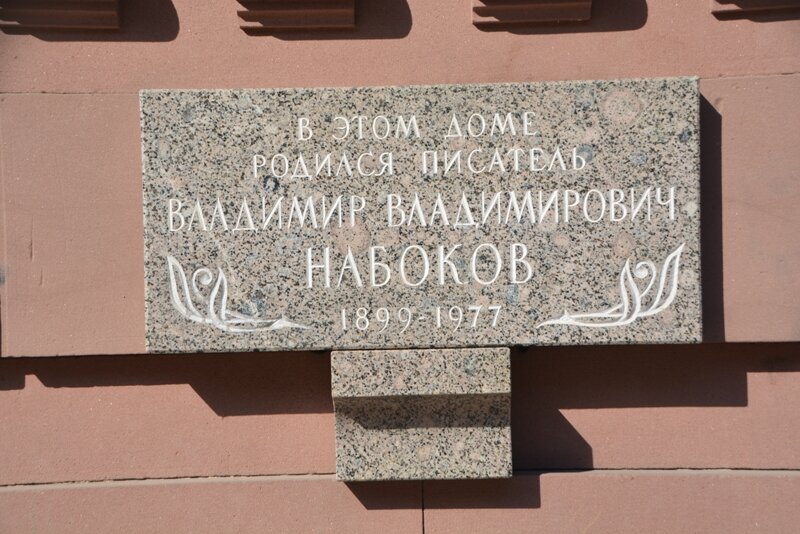 В ЭТОМ ДОМЕ
РОДИЛСЯ ПИСАТЕЛЬ
ВЛАДИМИР ВЛАДИМИРОВИЧ
НАБОКОВ
1899-1977